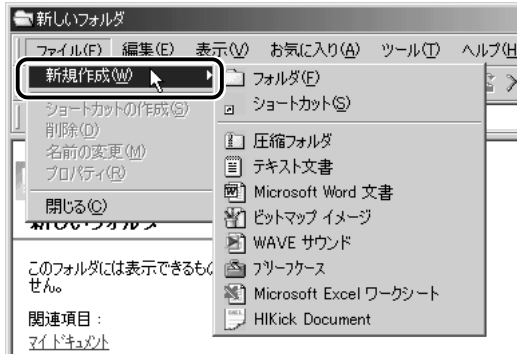 新しいフォルダ
ファイル(F) 編集(E) 表示(V) お気に入り(A) ツール(T) ヘルプ(H
新規作成(W)
ショートカットの作成(S)
削除(D)
名前の変更(M)
プロパティ(R)
閉じる(C)
フォルダ(F)
ショートカット(S)
圧縮フォルダ
テキスト文書
Microsoft Word 文書
ビットマップ イメージ
WAVE サウンド
ブリーフケース
Microsoft Excel ワークシート
HIKick Document
新しいフォルダ
このフォルダには表示できるもの
せん。
関連項目:
マイ ドキュメント